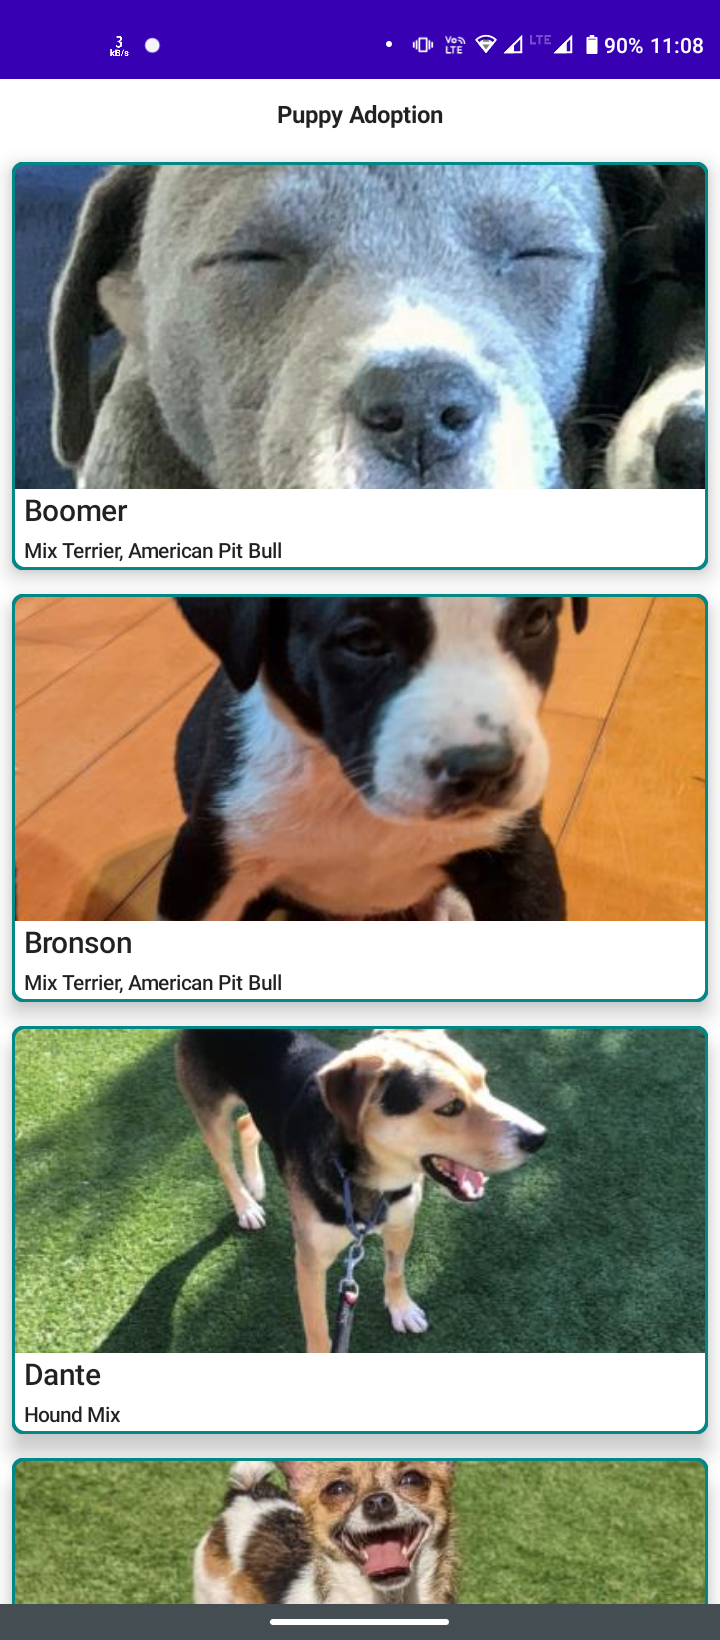 3
kB/s
Vo
LTE
LTE
90% 11:08
Puppy Adoption
Boomer
Mix Terrier, American Pit Bull
Bronson
Mix Terrier, American Pit Bull
Dante
Hound Mix